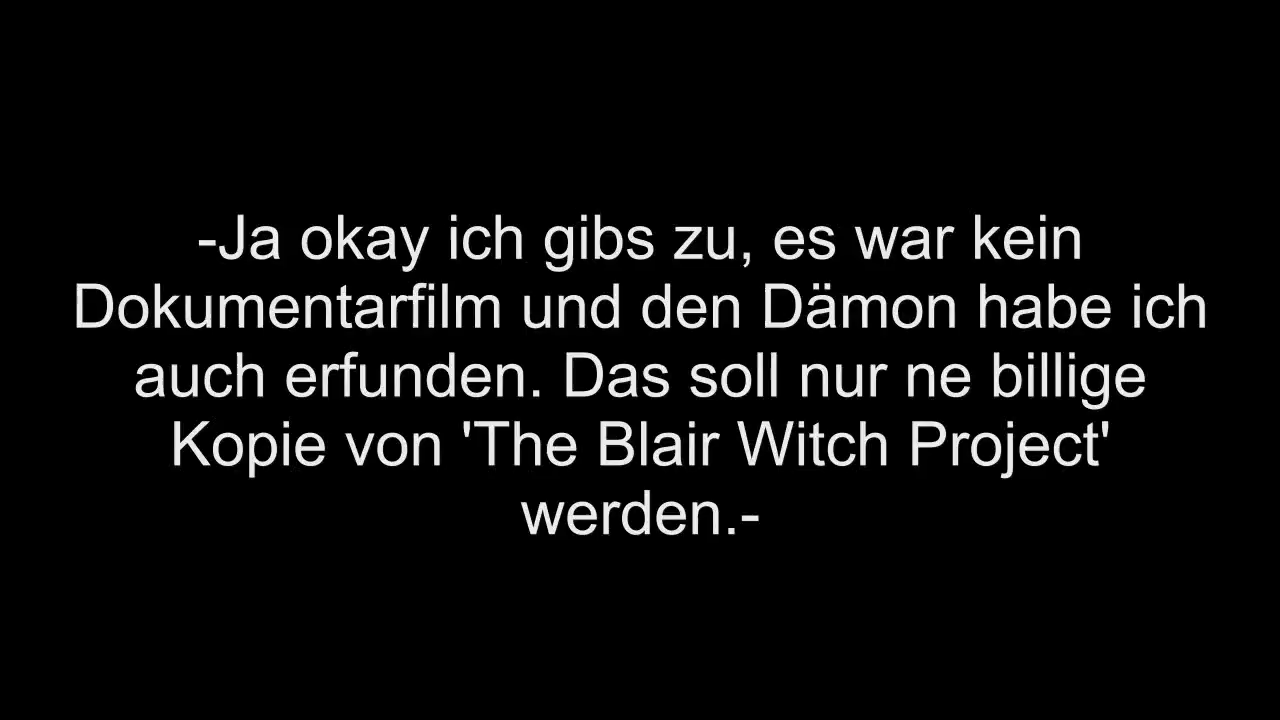 -Ja okay ich gibs zu, es war kein
Dokumentarfilm und den Dämon habe ich
auch erfunden. Das soll nur ne billige
Kopie von 'The Blair Witch Project'
werden.-